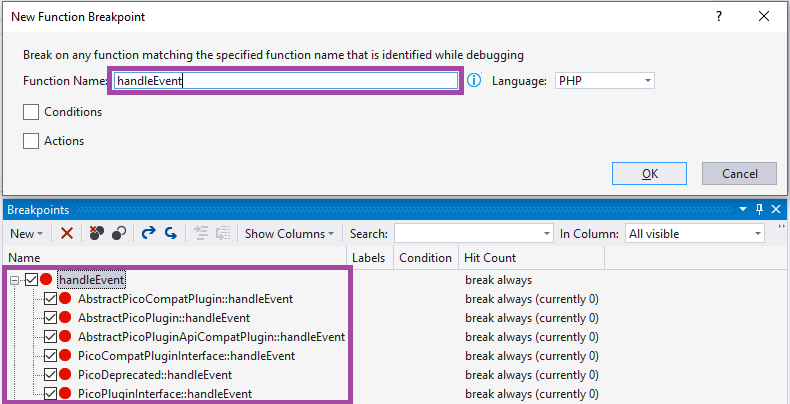 New Function Breakpoint
Break on any function matching the specified function name that is identified while debugging
Function Name: handleEvent Language: PHP
Conditions
Actions
OK Cancel
Breakpoints
New Show Columns Search: In Column: All visible
Name Labels Condition Hit Count
handleEvent break always
AbstractPicoCompatPlugin::handleEvent break always (currently 0)
AbstractPicoPlugin::handleEvent break always (currently 0)
AbstractPicoPluginApiCompatPlugin::handleEvent break always (currently 0)
PicoCompatPluginInterface::handleEvent break always (currently 0)
PicoDeprecated::handleEvent break always (currently 0)
PicoPluginInterface::handleEvent break always (currently 0)